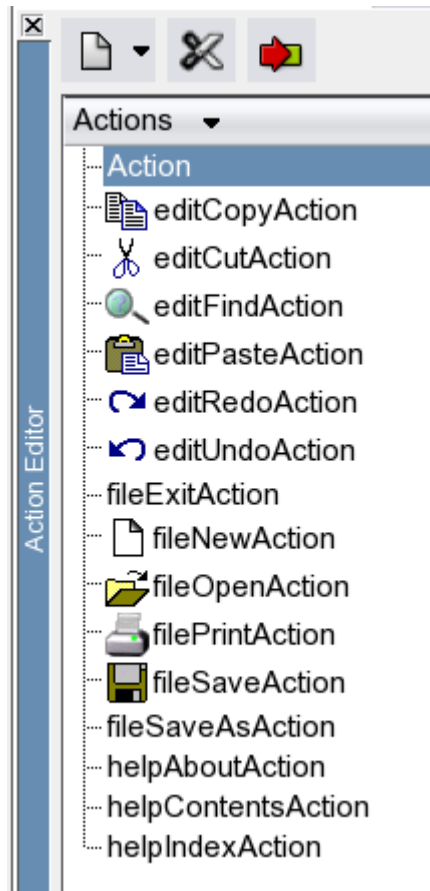 Actions
Action
editCopyAction
editCutAction
editFindAction
editPasteAction
editRedoAction
editUndoAction
fileExitAction
fileNewAction
fileOpenAction
filePrintAction
fileSaveAction
fileSaveAsAction
helpAboutAction
helpContentsAction
helpIndexAction
Action Editor